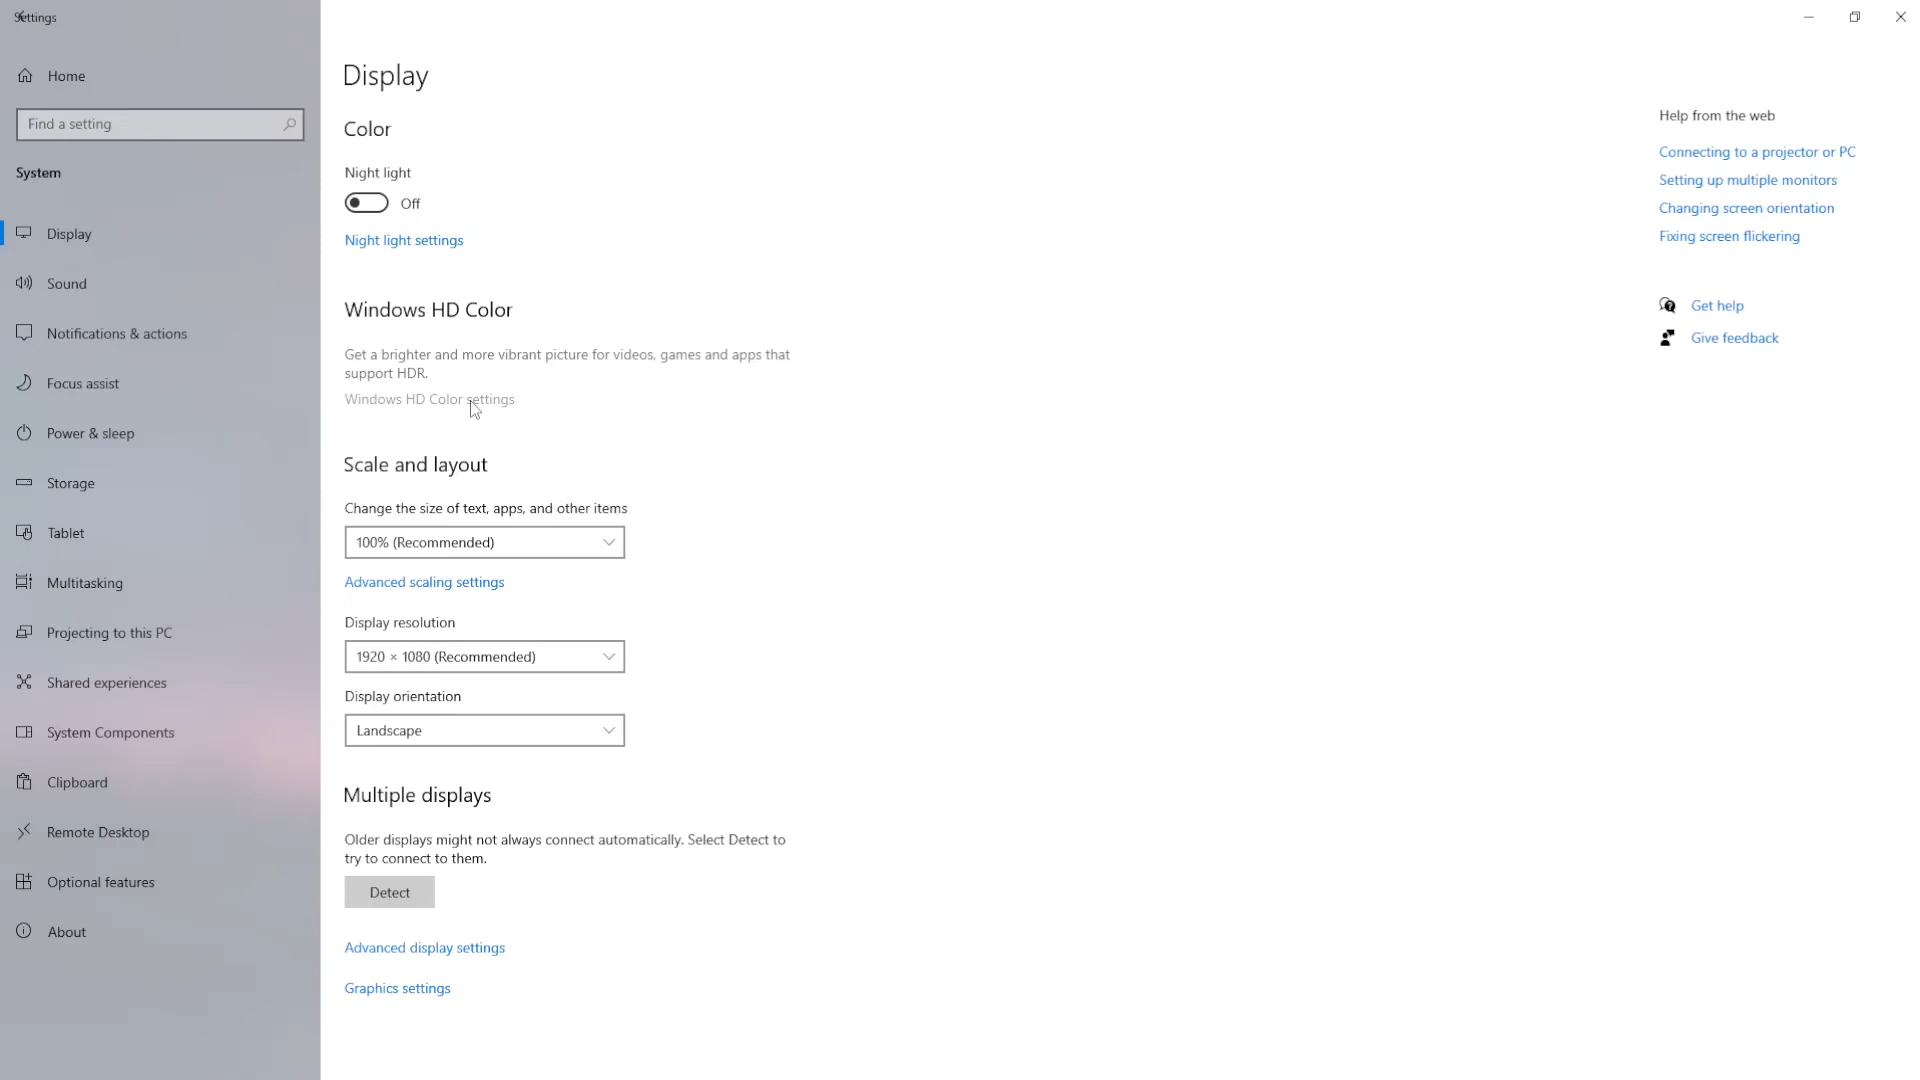 Settings
Home
Find a setting
System
Display
Sound
Notifications & actions
Focus assist
Power & sleep
Storage
Tablet
Multitasking
Projecting to this PC
Shared experiences
System Components
Clipboard
Remote Desktop
Optional features
About
Display
Color
Night light
Off
Night light settings
Windows HD Color
Get a brighter and more vibrant picture for videos, games and apps that
support HDR.
Windows HD Color settings
Scale and layout
Change the size of text, apps, and other items
100% (Recommended)
Advanced scaling settings
Display resolution
1920 × 1080 (Recommended)
Display orientation
Landscape
Multiple displays
Older displays might not always connect automatically. Select Detect to
try to connect to them.
Detect
Advanced display settings
Graphics settings
Help from the web
Connecting to a projector or PC
Setting up multiple monitors
Changing screen orientation
Fixing screen flickering
Get help
Give feedback